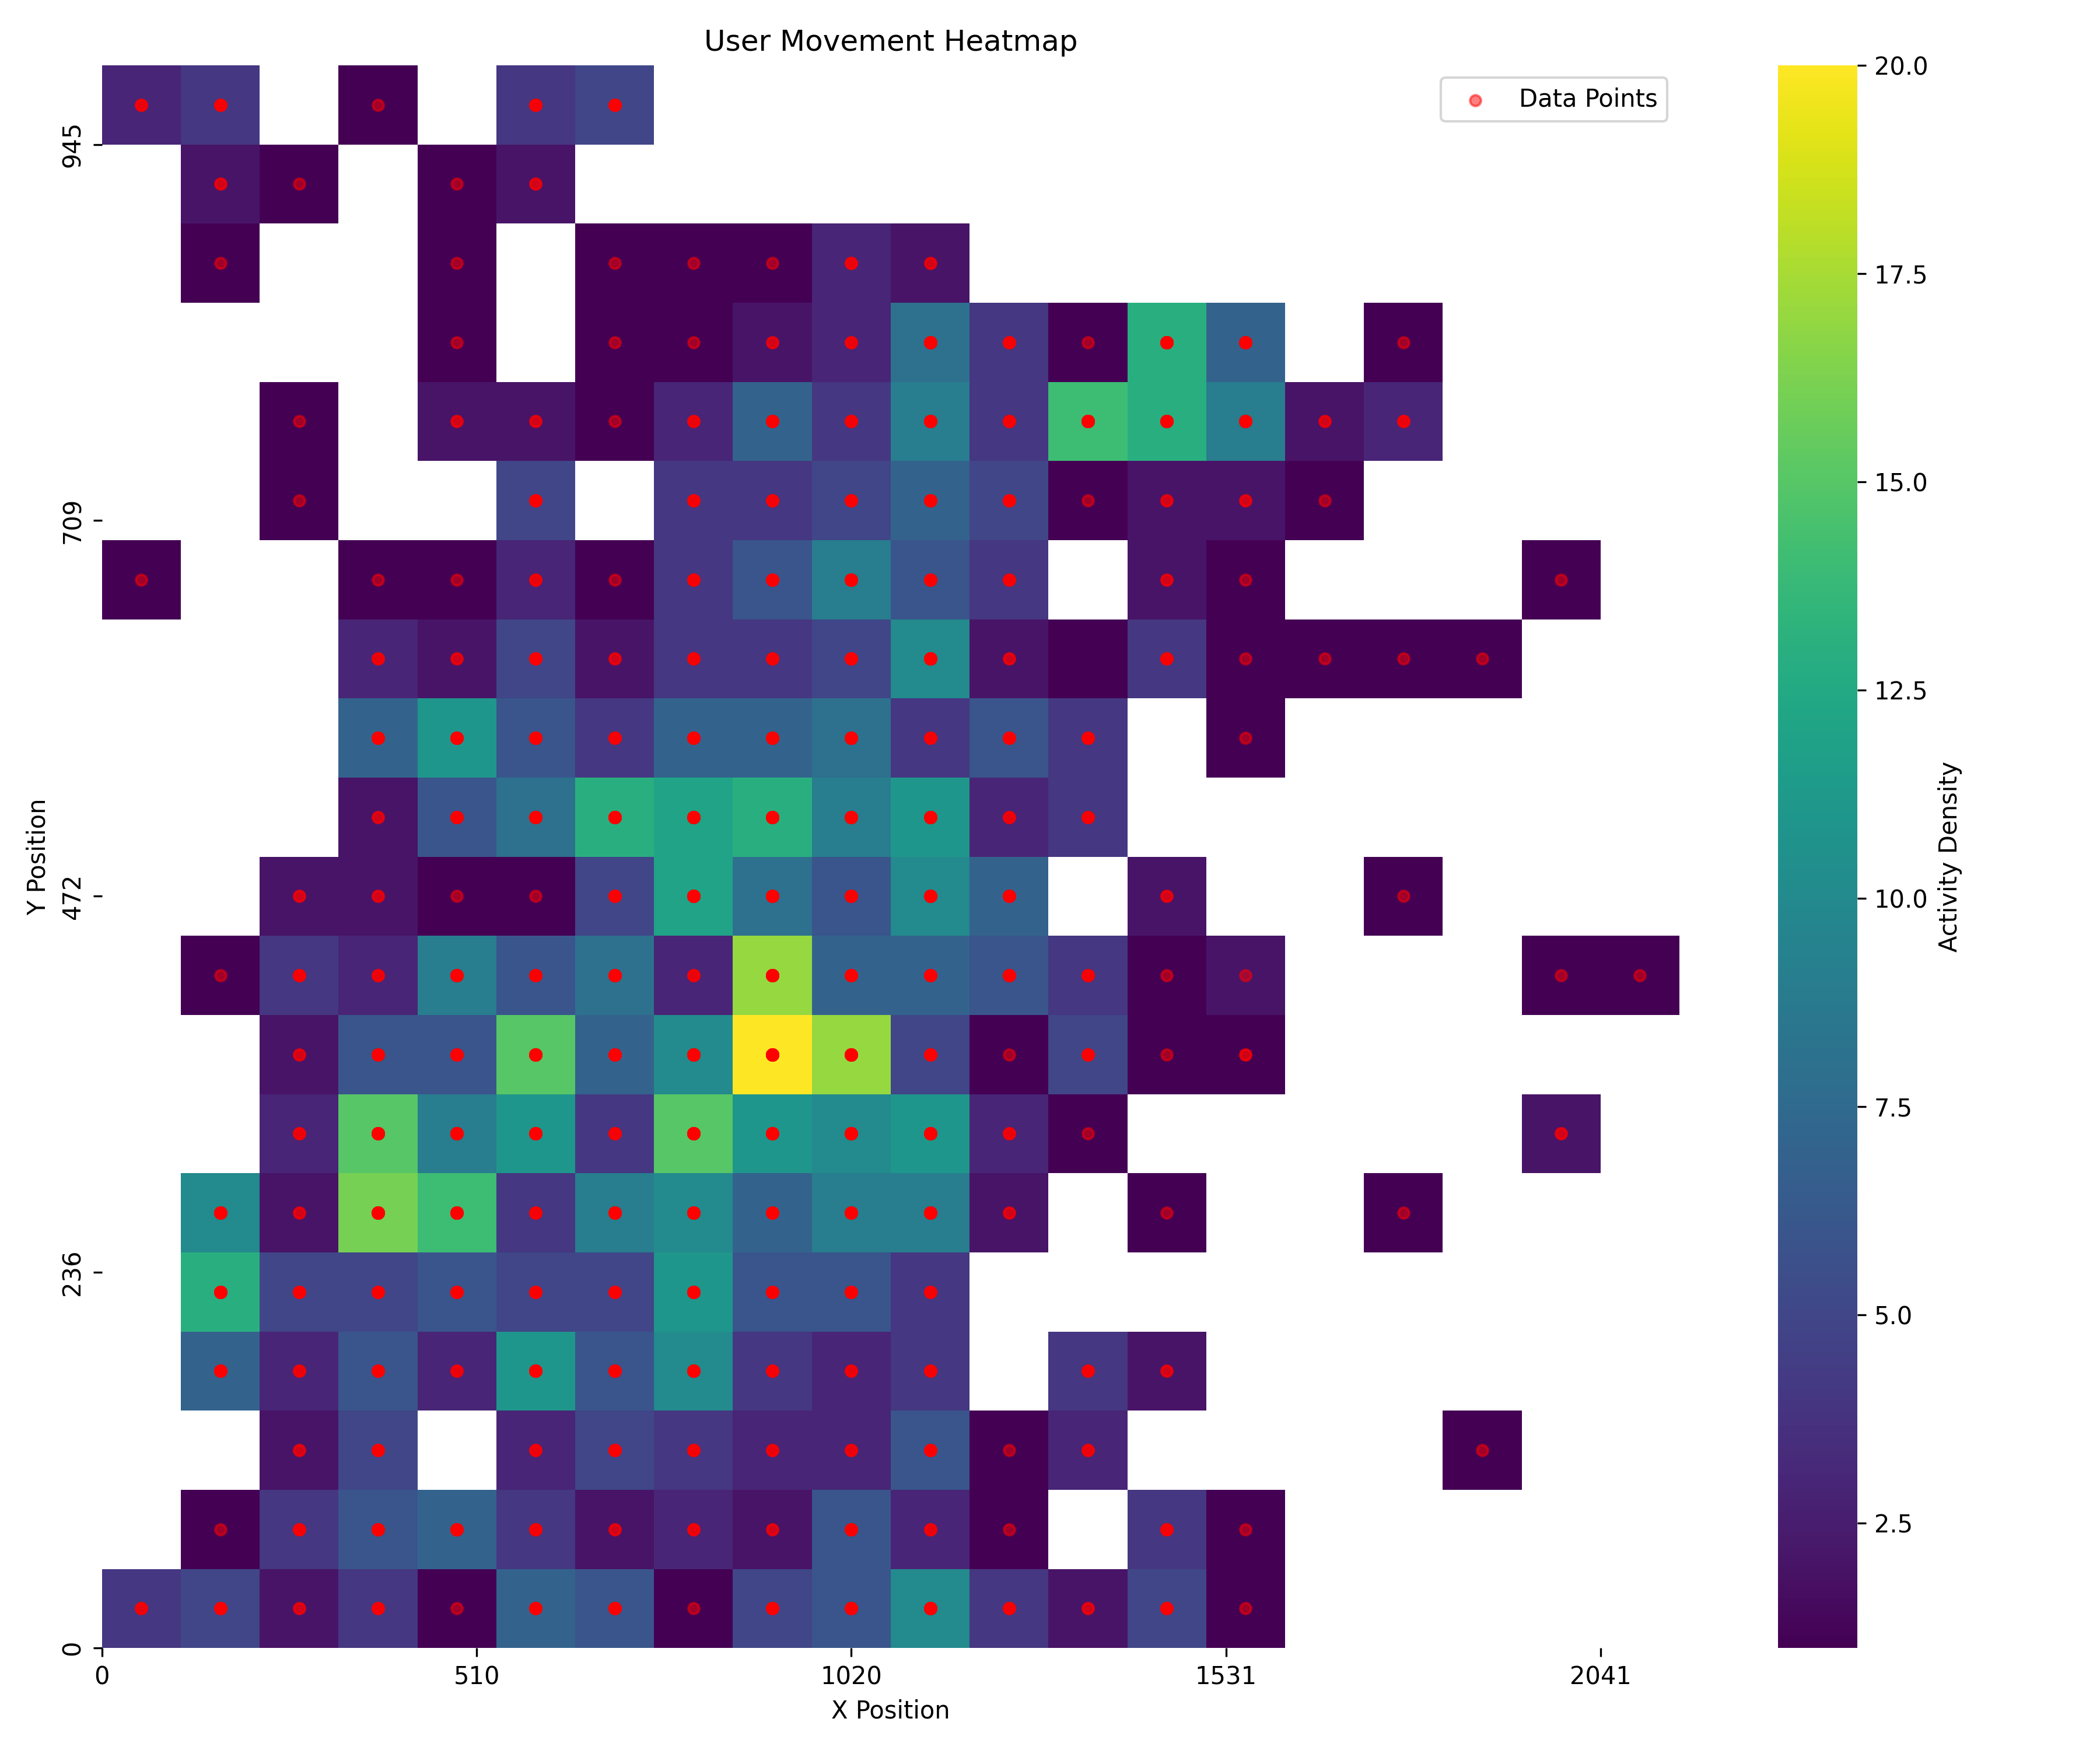 User Movement Heatmap
Data Points
Y Position
945
709
472
236
0
0 510 1020 1531 2041
X Position
20.0
17.5
15.0
12.5
10.0
7.5
5.0
2.5
Activity Density